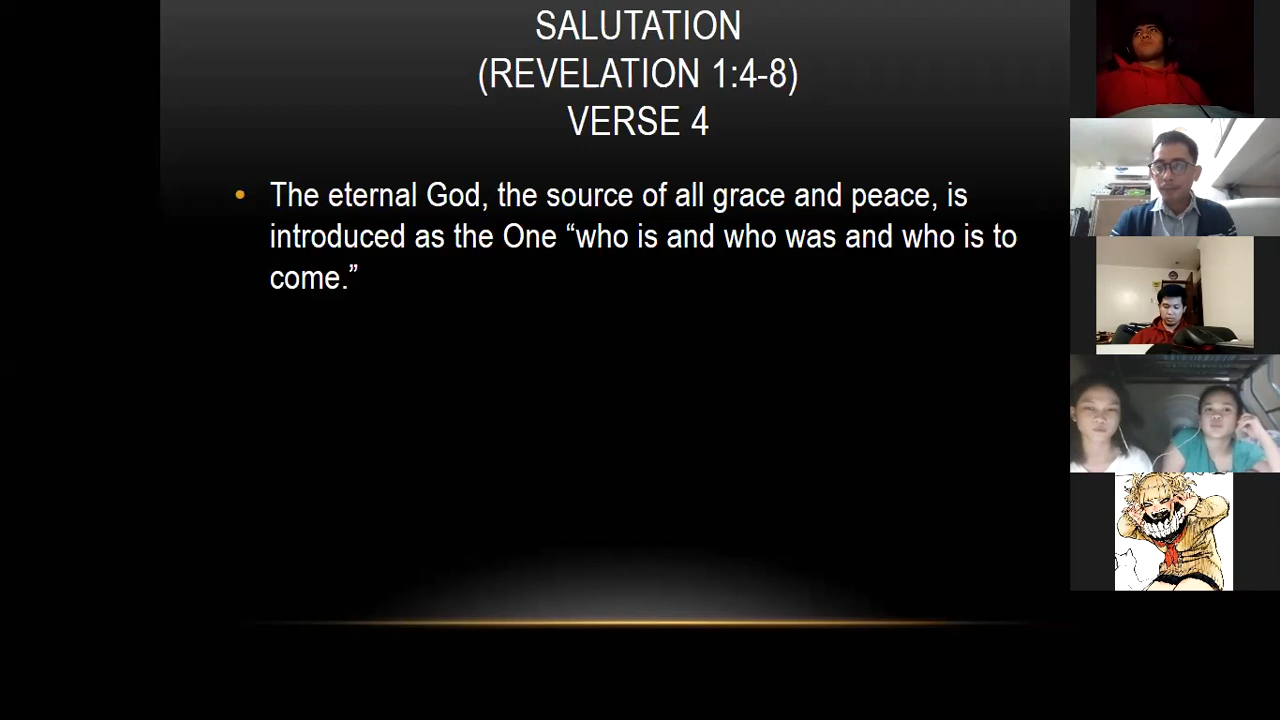 SALUTATION
(REVELATION 1:4-8)
VERSE 4
• The eternal God, the source of all grace and peace, is
introduced as the One “who is and who was and who is to
come.”